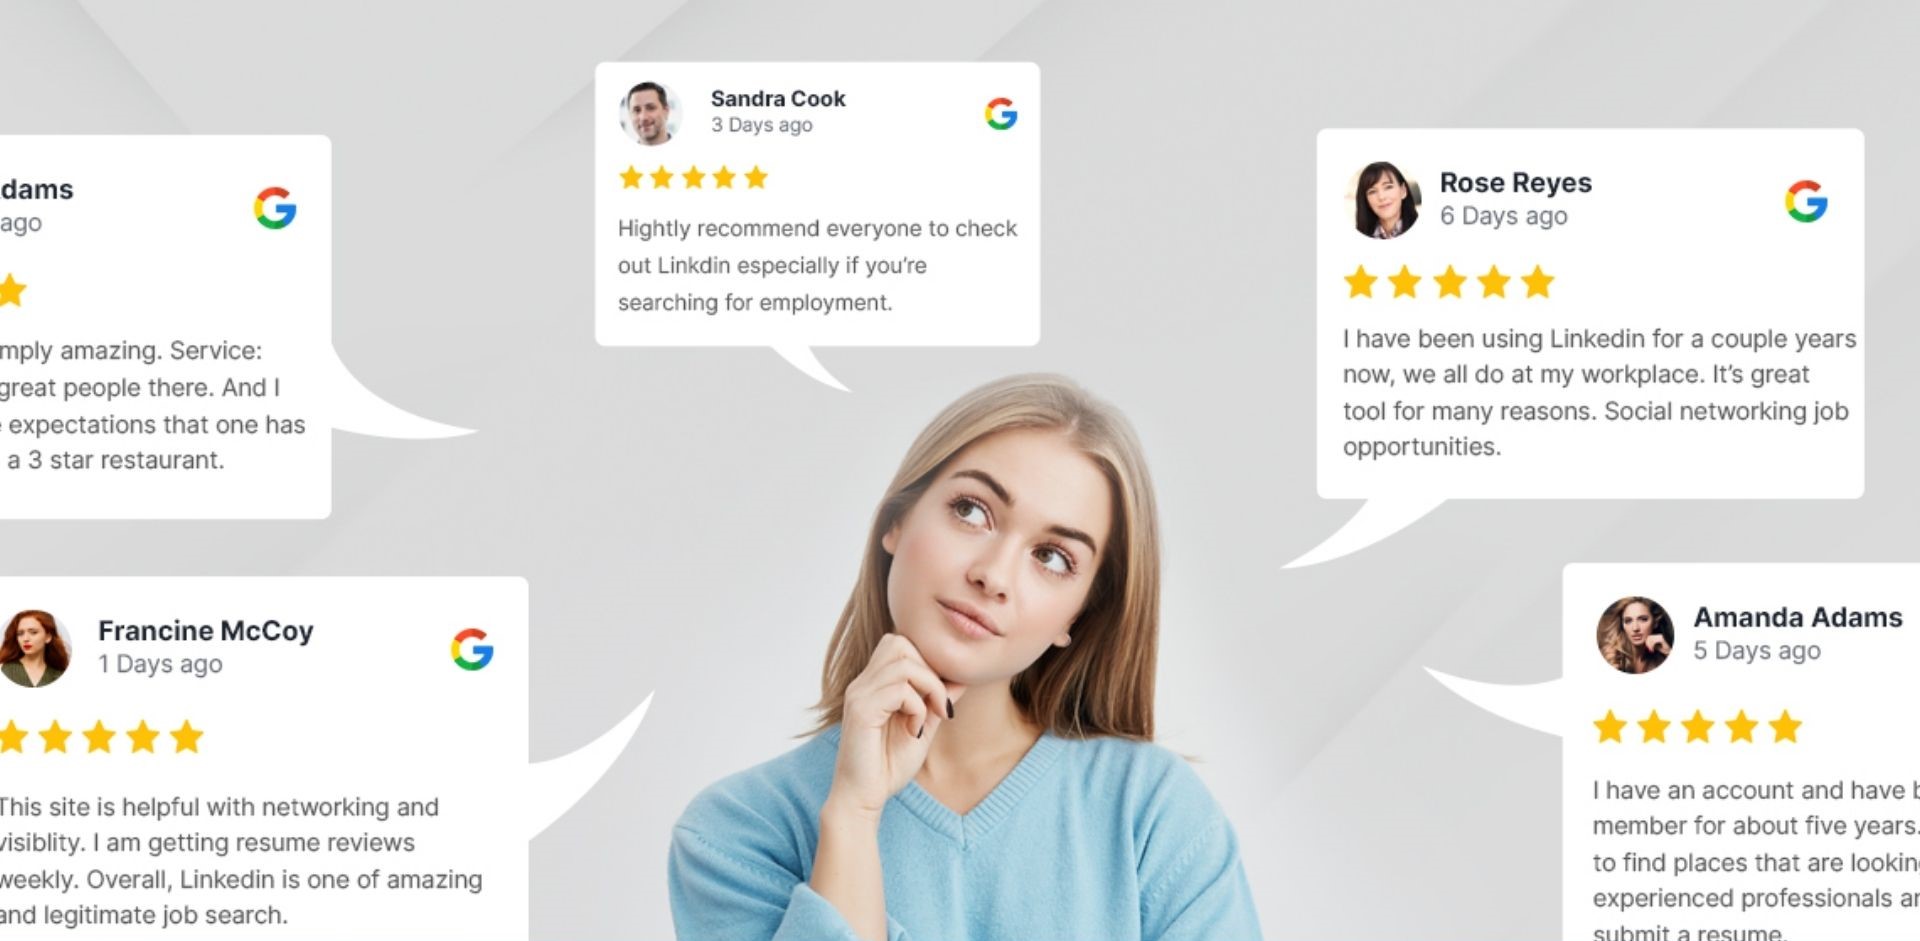 Sandra Cook
3 Days ago
Hightly recommend everyone to check
out Linkdin especially if you're
searching for employment.
Rose Reyes
6 Days ago
I have been using Linkedin for a couple years
now, we all do at my workplace. It's great
tool for many reasons. Social networking job
opportunities.
dams
ago
mply amazing. Service:
great people there. And I
expectations that one has
a 3 star restaurant.
Francine McCoy
1 Days ago
This site is helpful with networking and
visiblity. I am getting resume reviews
weekly. Overall, Linkedin is one of amazing
and legitimate job search.
Amanda Adams
5 Days ago
I have an account and have b
member for about five years.
to find places that are looking
experienced professionals an
submit a resume.